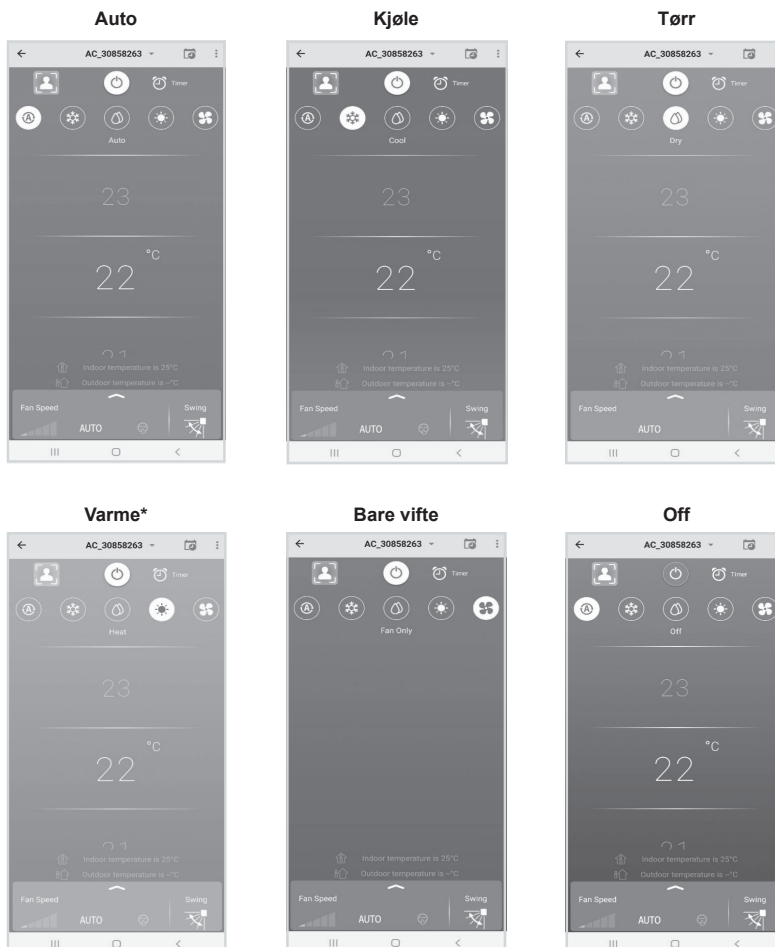 Auto
Kjøle
Tørr
AC_30858263
Timer
Auto
23
22
°C
21
Indoor temperature is 25°C
Outdoor temperature is --°C
Fan Speed
Swing
AUTO
AC_30858263
Timer
Cool
23
22
°C
21
Indoor temperature is 25°C
Outdoor temperature is --°C
Fan Speed
Swing
AUTO
AC_30858263
Timer
Dry
23
22
°C
21
Indoor temperature is 25°C
Outdoor temperature is --°C
Fan Speed
Swing
AUTO
Varme*
Bare vifte
Off
AC_30858263
Timer
Heat
23
22
°C
21
Indoor temperature is 25°C
Outdoor temperature is --°C
Fan Speed
Swing
AUTO
AC_30858263
Timer
Fan Only
Indoor temperature is 25°C
Outdoor temperature is --°C
Fan Speed
Swing
AUTO
AC_30858263
Timer
Off
23
22
°C
21
Indoor temperature is 25°C
Outdoor temperature is --°C
Fan Speed
Swing
AUTO